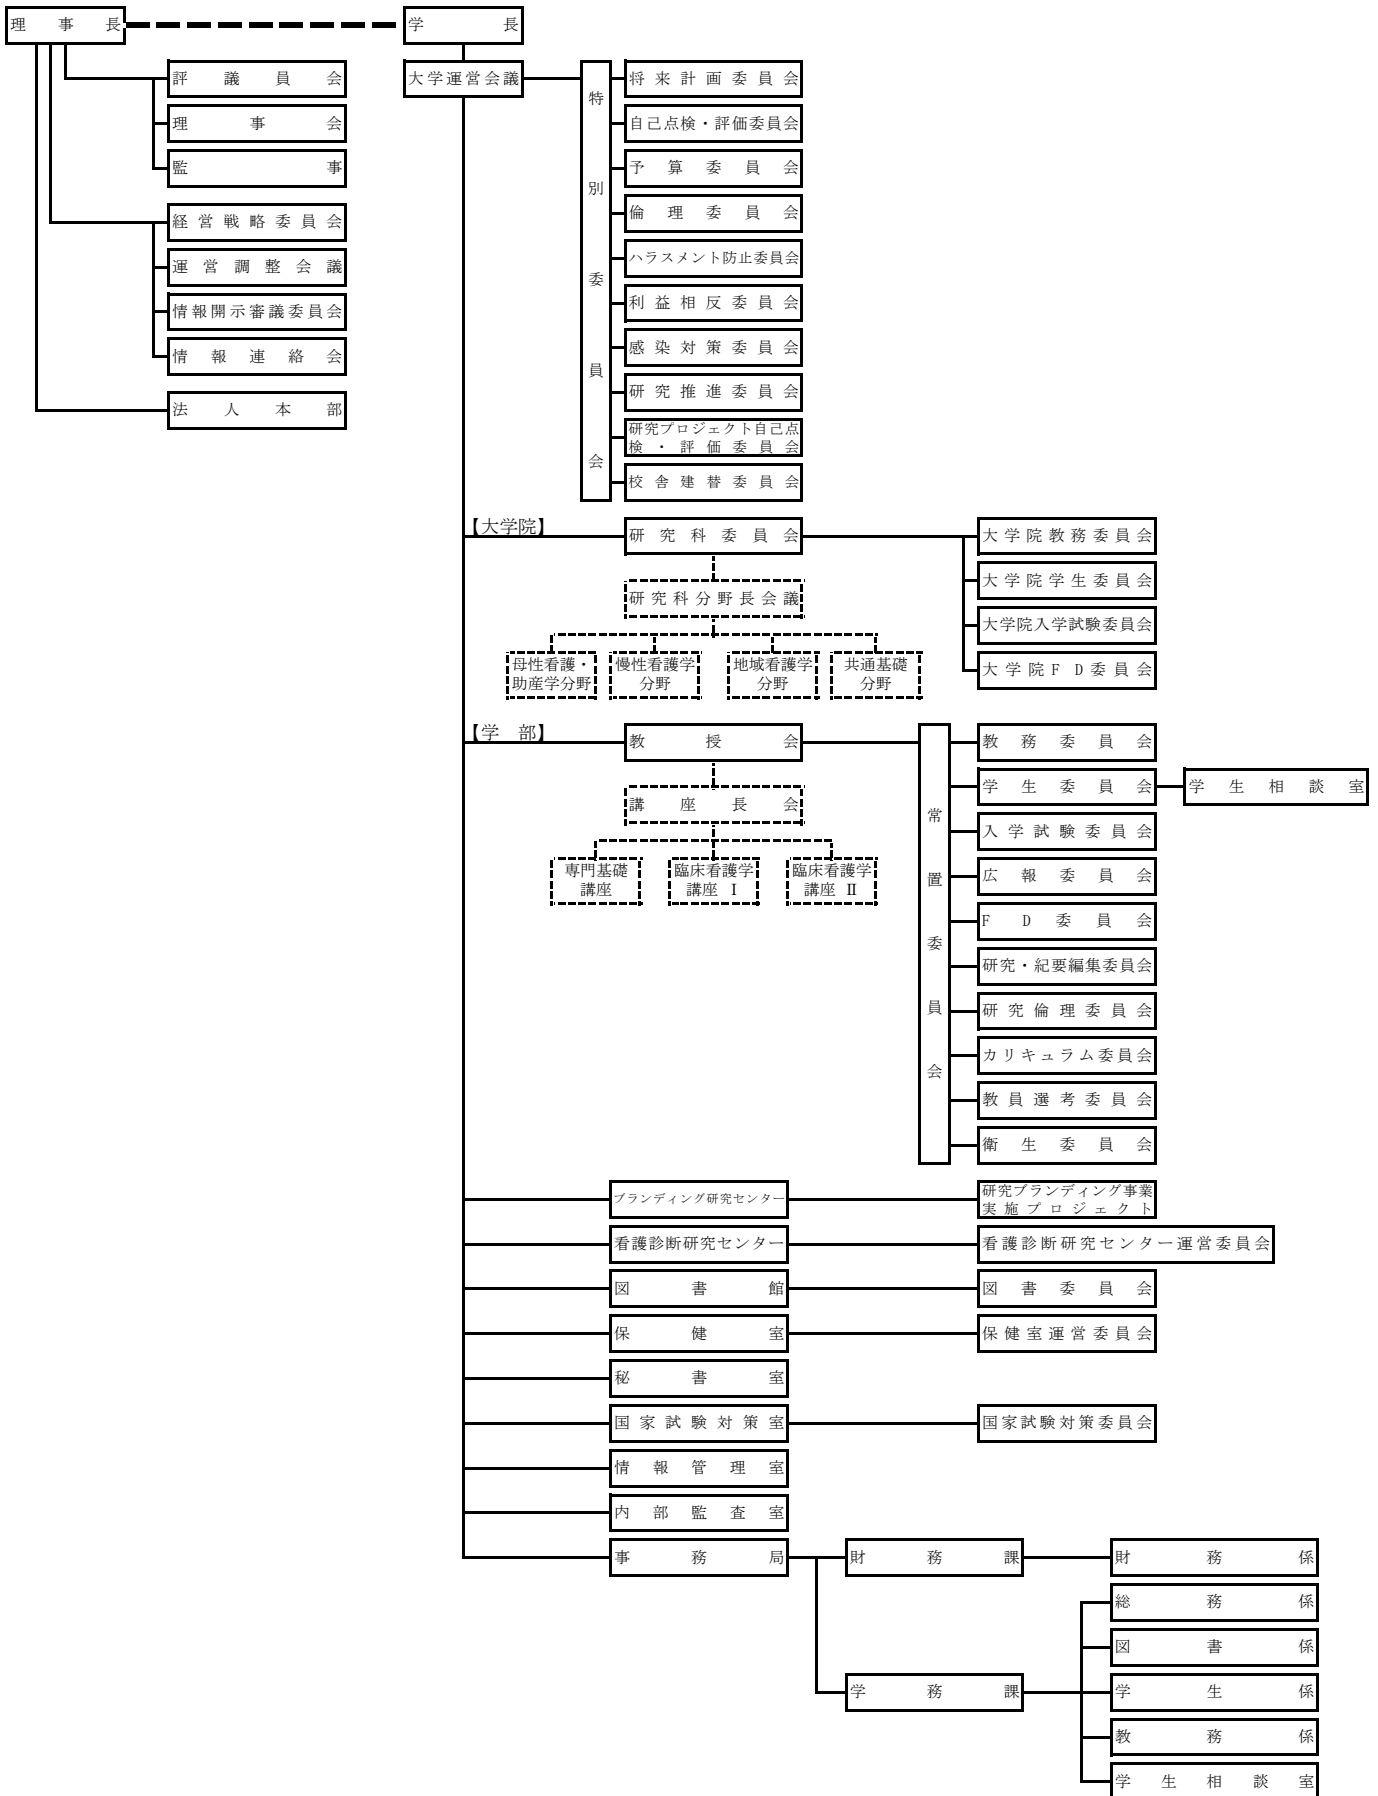 理事長
学長
評議員会
理事会
監事
経営戦略委員会
運営調整会議
情報開示審議委員会
情報連絡会
法人本部
大学運営会議
特別委員会
将来計画委員会
自己点検・評価委員会
予算委員会
倫理委員会
ハラスメント防止委員会
利益相反委員会
感染対策委員会
研究推進委員会
研究プロジェクト自己点
検・評価委員会
校舎建替委員会
【大学院】
研究科委員会
大学院教務委員会
大学院学生委員会
大学院入学試験委員会
大学院FD委員会
研究科分野長会議
母性看護・
助産学分野
慢性看護学
分野
地域看護学
分野
共通基礎
分野
【学　部】
教授会
講座長会
専門基礎
講座
臨床看護学
講座 Ⅰ
臨床看護学
講座 Ⅱ
常置委員会
教務委員会
学生委員会
学生相談室
入学試験委員会
広報委員会
FD委員会
研究・紀要編集委員会
研究倫理委員会
カリキュラム委員会
教員選考委員会
衛生委員会
ブランディング研究センター
研究ブランディング事業
実施プロジェクト
看護診断研究センター
看護診断研究センター運営委員会
図書館
図書委員会
保健室
保健室運営委員会
秘書室
国家試験対策室
国家試験対策委員会
情報管理室
内部監査室
事務局
財務課
財務係
総務係
図書係
学務課
学生係
教務係
学生相談室